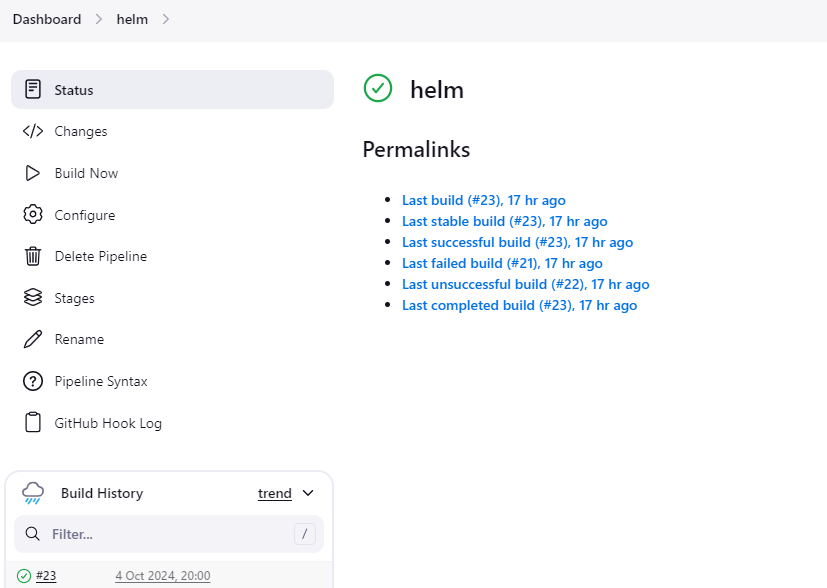 Dashboard > helm >
Status
Changes
Build Now
Configure
Delete Pipeline
Stages
Rename
Pipeline Syntax
GitHub Hook Log
Build History trend
Filter... /
#23 4 Oct 2024, 20:00
helm
Permalinks
Last build (#23), 17 hr ago
Last stable build (#23), 17 hr ago
Last successful build (#23), 17 hr ago
Last failed build (#21), 17 hr ago
Last unsuccessful build (#22), 17 hr ago
Last completed build (#23), 17 hr ago